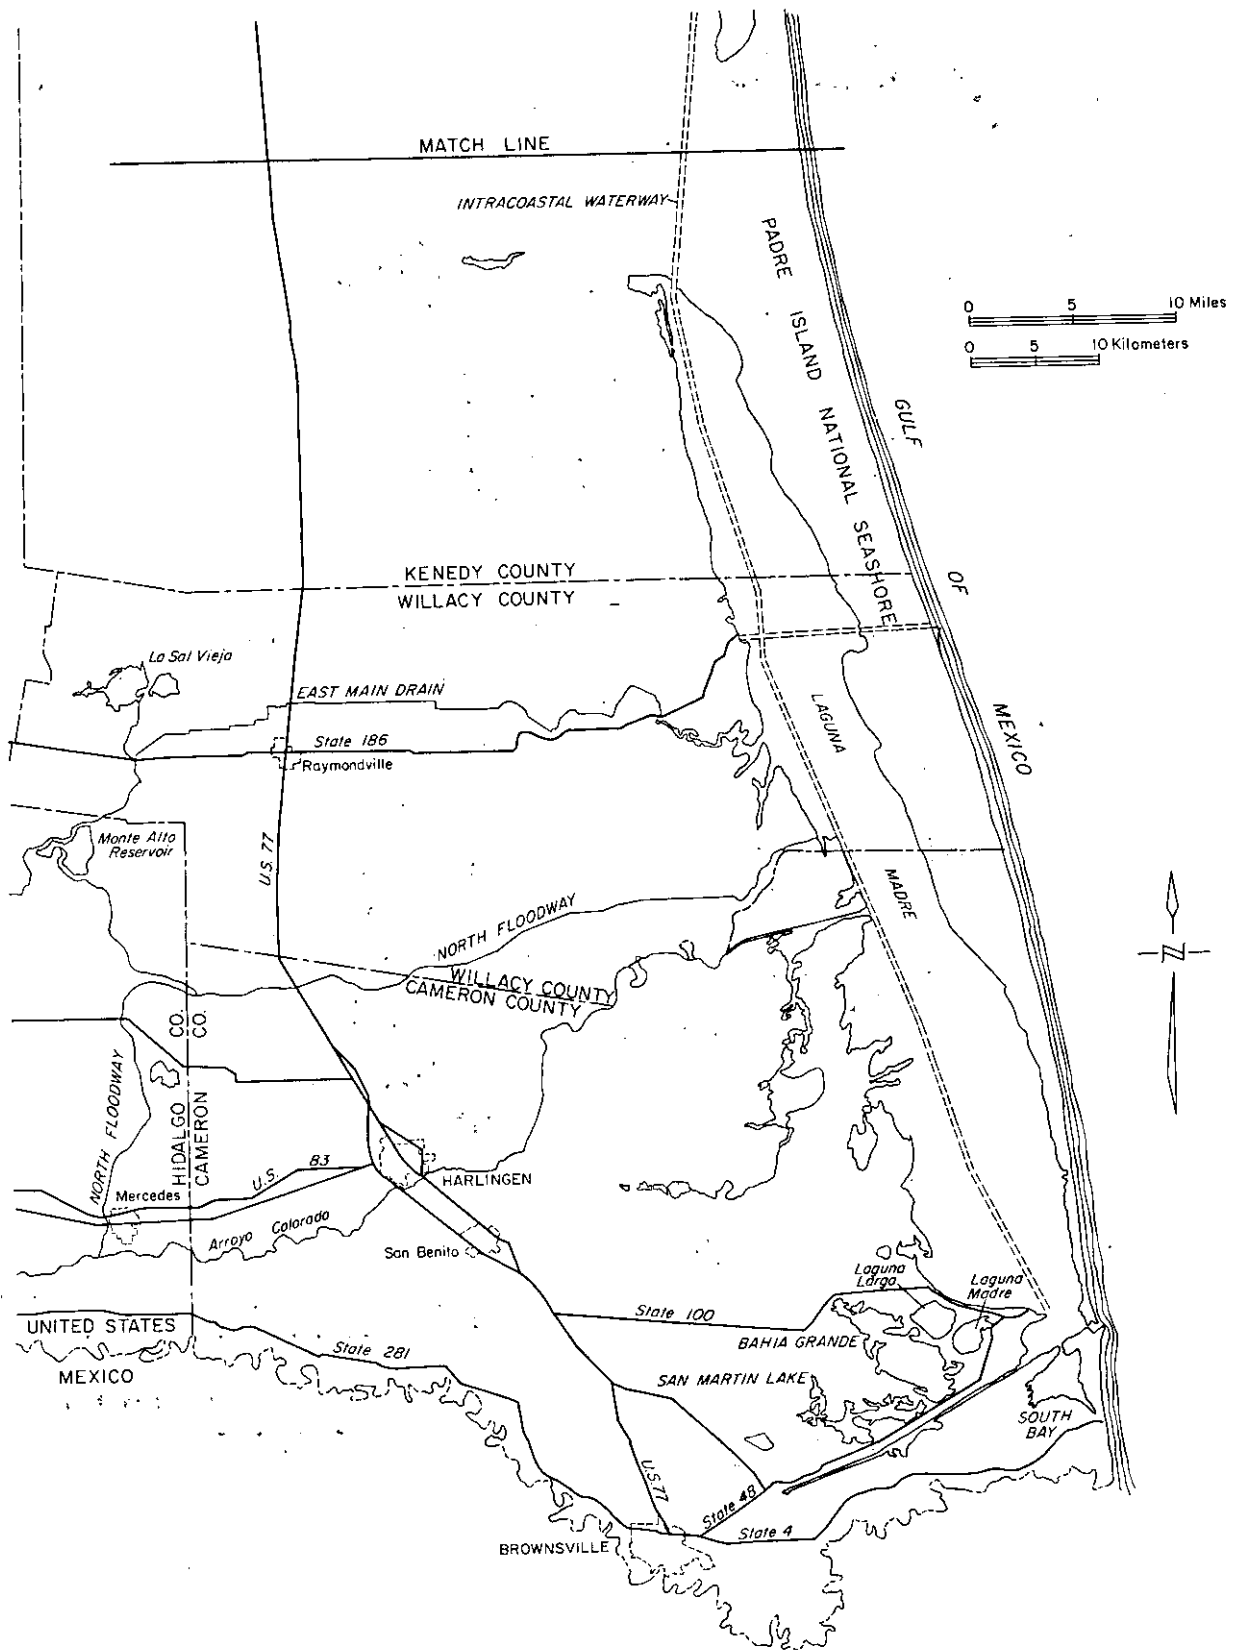 MATCH LINE
INTRACOASTAL WATERWAY
PADRE ISLAND NATIONAL SEASHORE
0 5 10 Miles
0 5 10 Kilometers
GULF OF MEXICO
KENEDY COUNTY
WILLACY COUNTY
La Sal Vieja
EAST MAIN DRAIN
State 186
Raymondville
LAGUNA MADRE
Monte Alto
Reservoir
U.S. 77
NORTH FLOODWAY
WILLACY COUNTY
CAMERON COUNTY
N
HIDALGO CO.
CAMERON CO.
NORTH FLOODWAY
U.S. 83
Mercedes
HARLINGEN
Arroyo Colorado
San Benito
Laguna
Larga
Laguna
Madre
State 100
UNITED STATES
MEXICO
State 281
BAHIA GRANDE
SAN MARTIN LAKE
SOUTH
BAY
U.S. 77
State 48
State 4
BROWNSVILLE